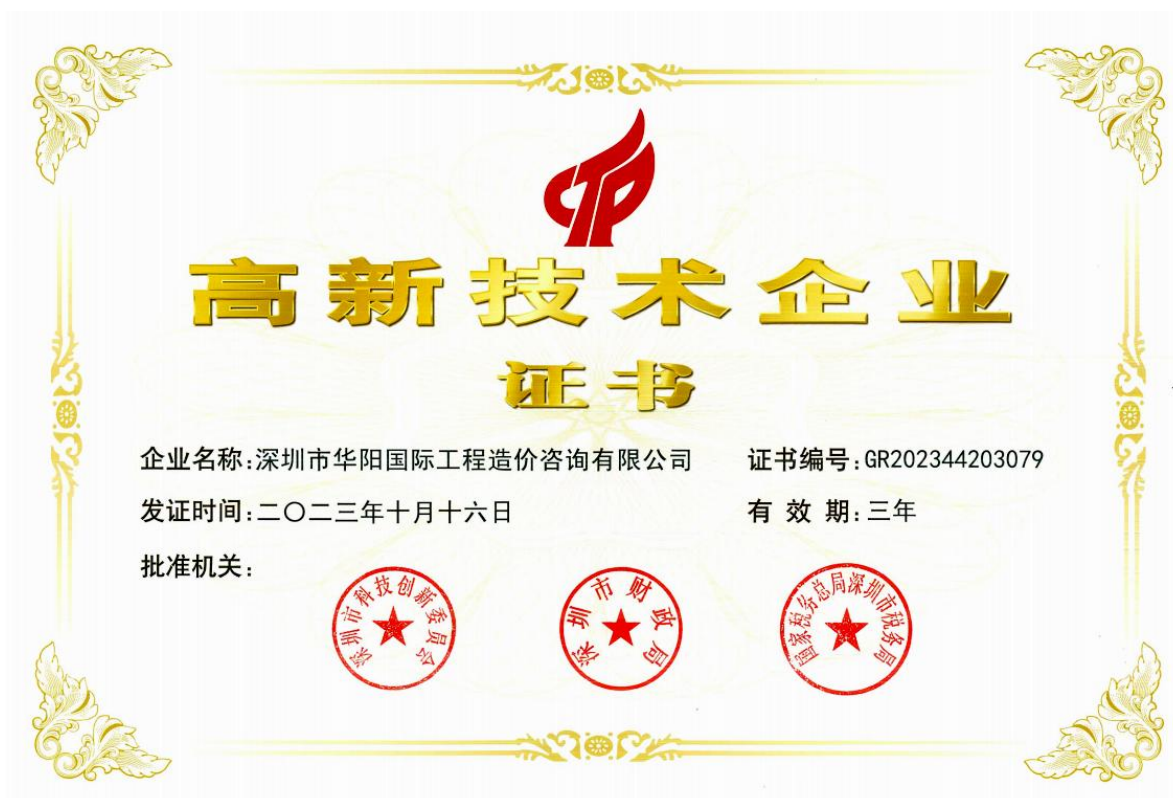 高新技术企业
证书
企业名称:深圳市华阳国际工程造价咨询有限公司
证书编号:GR202344203079
发证时间:二〇二三年十月十六日
有 效 期:三年
批准机关:
深圳市科技创新委员会
深圳市财政局
国家税务总局深圳市税务局